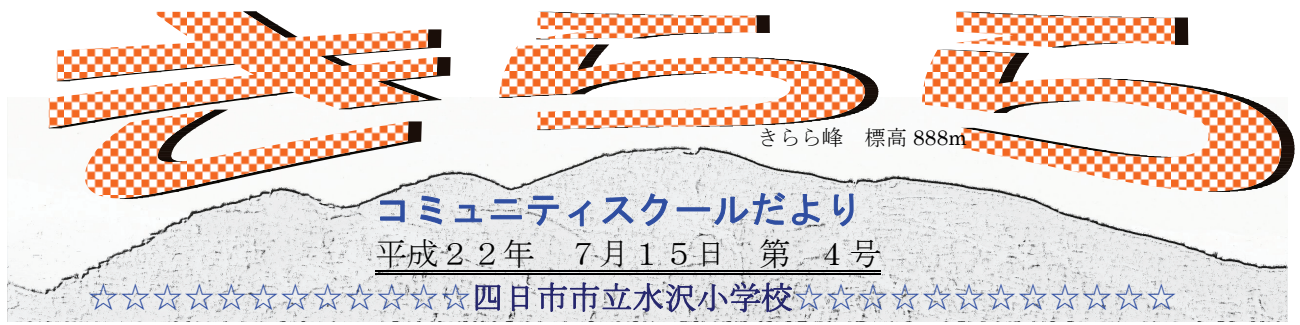 きらら
きらら峰　標高 888m
コミュニティスクールだより
平成２２年　７月１５日　第　４号
☆☆☆☆☆☆☆☆☆☆☆☆☆☆四日市市立水沢小学校☆☆☆☆☆☆☆☆☆☆☆☆☆☆